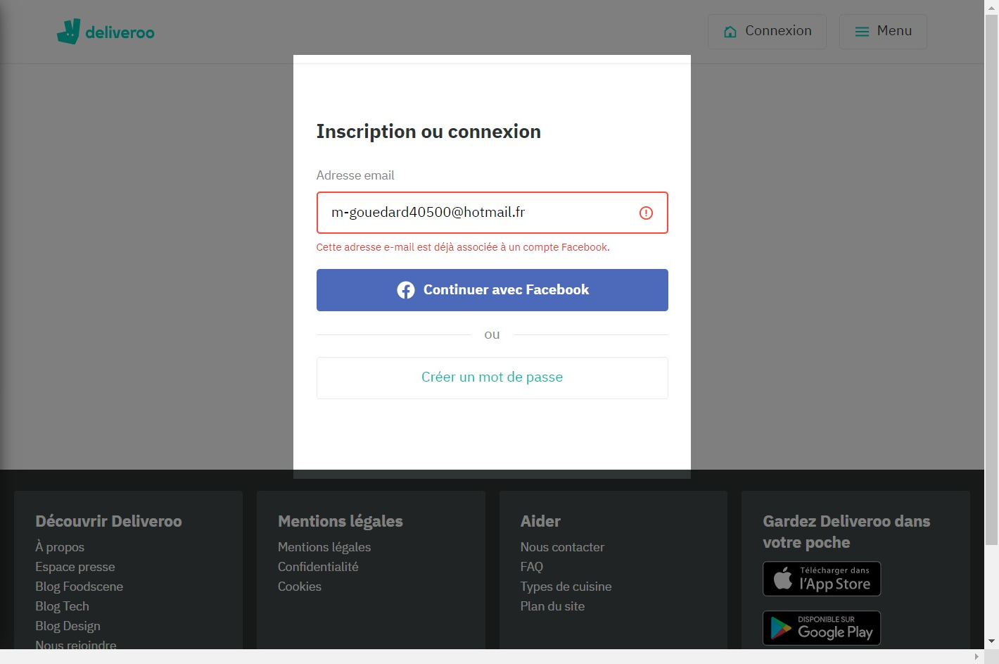 deliveroo
Connexion
Menu
Inscription ou connexion
Adresse email
m-gouedard40500@hotmail.fr
Cette adresse e-mail est déjà associée à un compte Facebook.
Continuer avec Facebook
ou
Créer un mot de passe
Découvrir Deliveroo
À propos
Espace presse
Blog Foodscene
Blog Tech
Blog Design
Nous rejoindre
Mentions légales
Mentions légales
Confidentialité
Cookies
Aider
Nous contacter
FAQ
Types de cuisine
Plan du site
Gardez Deliveroo dans
votre poche
Télécharger dans
l'App Store
DISPONIBLE SUR
Google Play